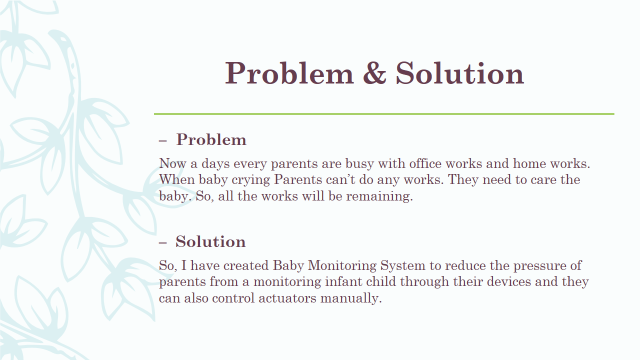 Problem & Solution
– Problem
Now a days every parents are busy with office works and home works.
When baby crying Parents can't do any works. They need to care the
baby. So, all the works will be remaining.
– Solution
So, I have created Baby Monitoring System to reduce the pressure of
parents from a monitoring infant child through their devices and they
can also control actuators manually.